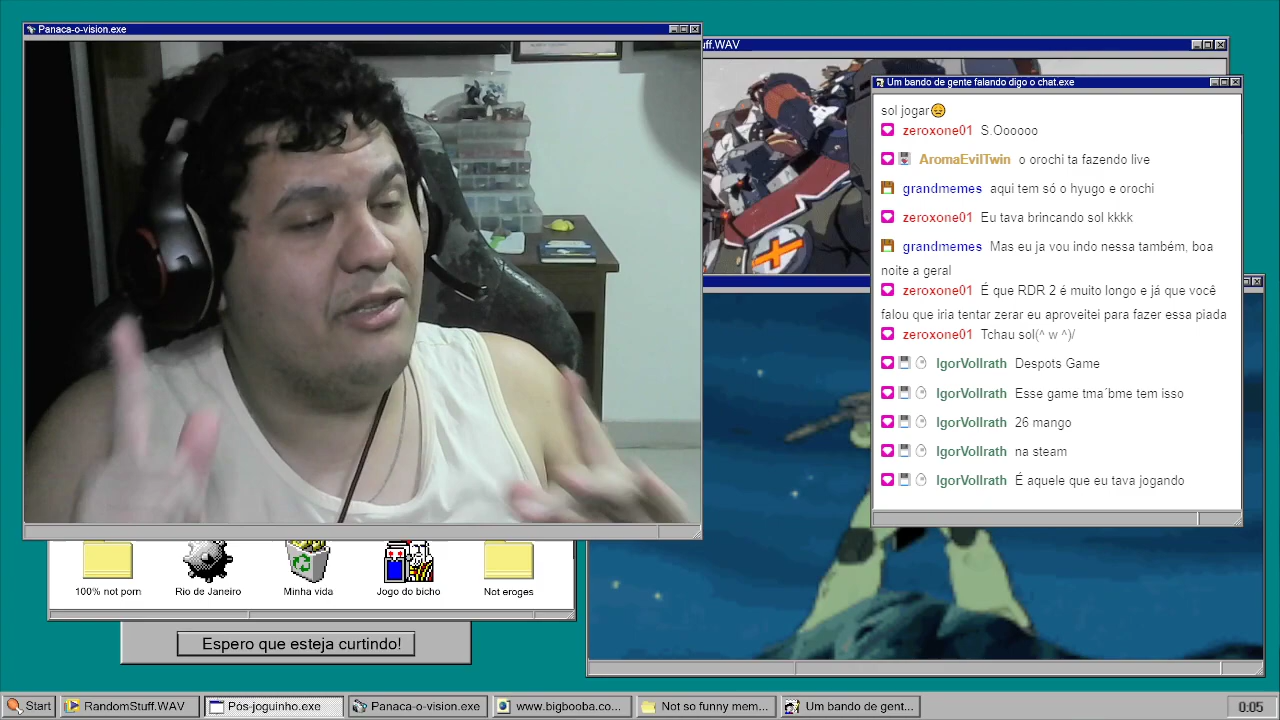 Panaca-o-vision.exe
uff.WAV
Um bando de gente falando digo o chat.exe
sol jogar😔
zeroxone01 S.Oooooo
AromaEvilTwin o orochi ta fazendo live
grandmemes aqui tem só o hyugo e orochi
zeroxone01 Eu tava brincando sol kkkk
grandmemes Mas eu ja vou indo nessa também, boa
noite a geral
zeroxone01 É que RDR 2 é muito longo e já que você
falou que iria tentar zerar eu aproveitei para fazer essa piada
zeroxone01 Tchau sol(^ w ^)/
IgorVollrath Despots Game
IgorVollrath Esse game tma´bme tem isso
IgorVollrath 26 mango
IgorVollrath na steam
IgorVollrath É aquele que eu tava jogando
100% not porn
Rio de Janeiro
Minha vida
Jogo do bicho
Not eroges
Espero que esteja curtindo!
Start
randomStuff.WAV
Pós-joguinho.exe
Panaca-o-vision.exe
www.bigbooba.co...
Not so funny mem...
Um bando de gent...
0:05